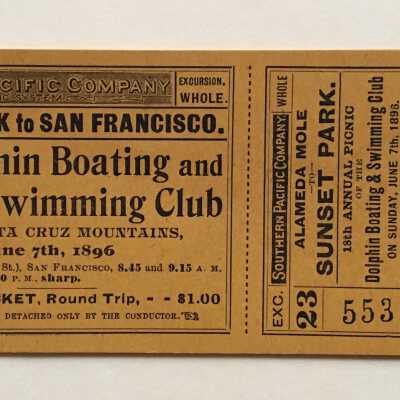 PACIFIC COMPANY
EXCURSION.
WHOLE.
K to SAN FRANCISCO.
phin Boating and
Swimming Club
TA CRUZ MOUNTAINS,
une 7th, 1896
St.), SAN FRANCISCO, 8.45 and 9.15 A. M.
0 P. M., sharp.
KET, Round Trip, - - $1.00
DETACHED ONLY BY THE CONDUCTOR.
EXC.
SOUTHERN PACIFIC COMPANY
WHOLE.
23
ALAMEDA MOLE
—TO—
SUNSET PARK.
18th ANNUAL PICNIC
OF THE
Dolphin Boating & Swimming Club
ON SUNDAY, JUNE 7th, 1896.
553